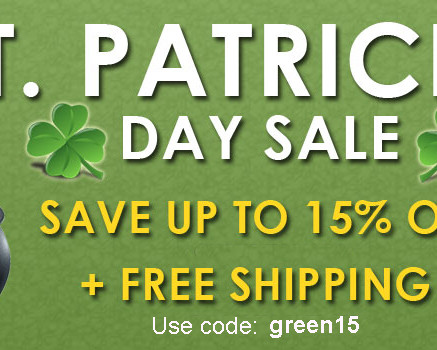 T. PATRIC
DAY SALE
SAVE UP TO 15% O
+ FREE SHIPPING
Use code: green15